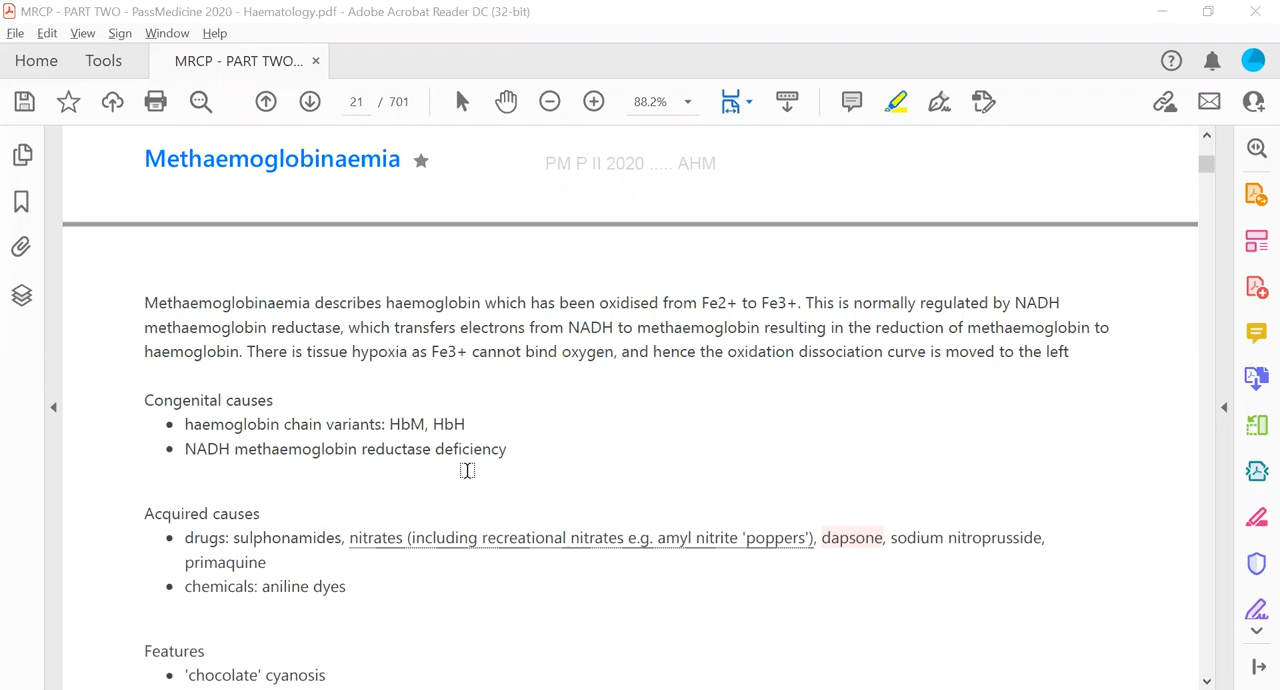 MRCP - PART TWO - PassMedicine 2020 - Haematology.pdf - Adobe Acrobat Reader DC (32-bit)
File Edit View Sign Window Help
Home Tools MRCP - PART TWO... ×
21 / 701 88.2%
Methaemoglobinaemia ★ PM P II 2020 ..... AHM
Methaemoglobinaemia describes haemoglobin which has been oxidised from Fe2+ to Fe3+. This is normally regulated by NADH
methaemoglobin reductase, which transfers electrons from NADH to methaemoglobin resulting in the reduction of methaemoglobin to
haemoglobin. There is tissue hypoxia as Fe3+ cannot bind oxygen, and hence the oxidation dissociation curve is moved to the left
Congenital causes
• haemoglobin chain variants: HbM, HbH
• NADH methaemoglobin reductase deficiency
Acquired causes
• drugs: sulphonamides, nitrates (including recreational nitrates e.g. amyl nitrite 'poppers'), dapsone, sodium nitroprusside,
primaquine
• chemicals: aniline dyes
Features
• 'chocolate' cyanosis